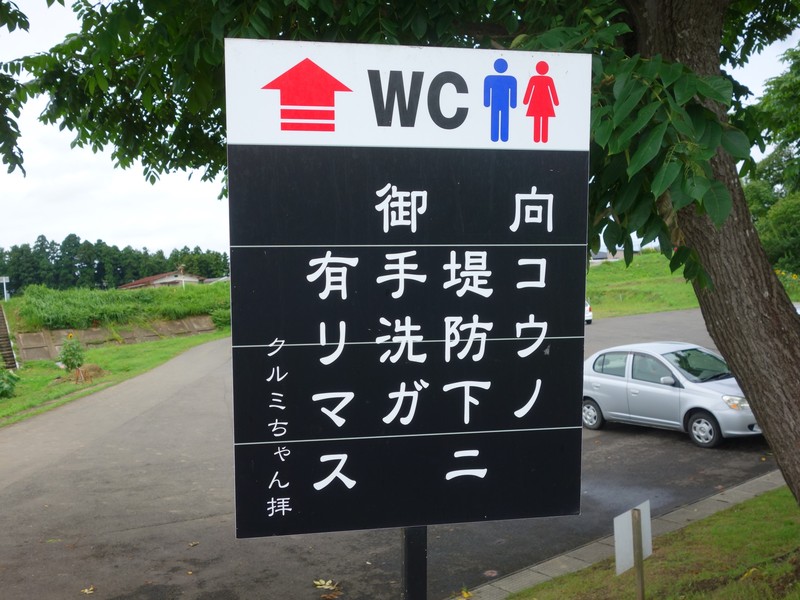 WC
向コウノ
堤防下ニ
御手洗ガ
有リマス
クルミちゃん拝